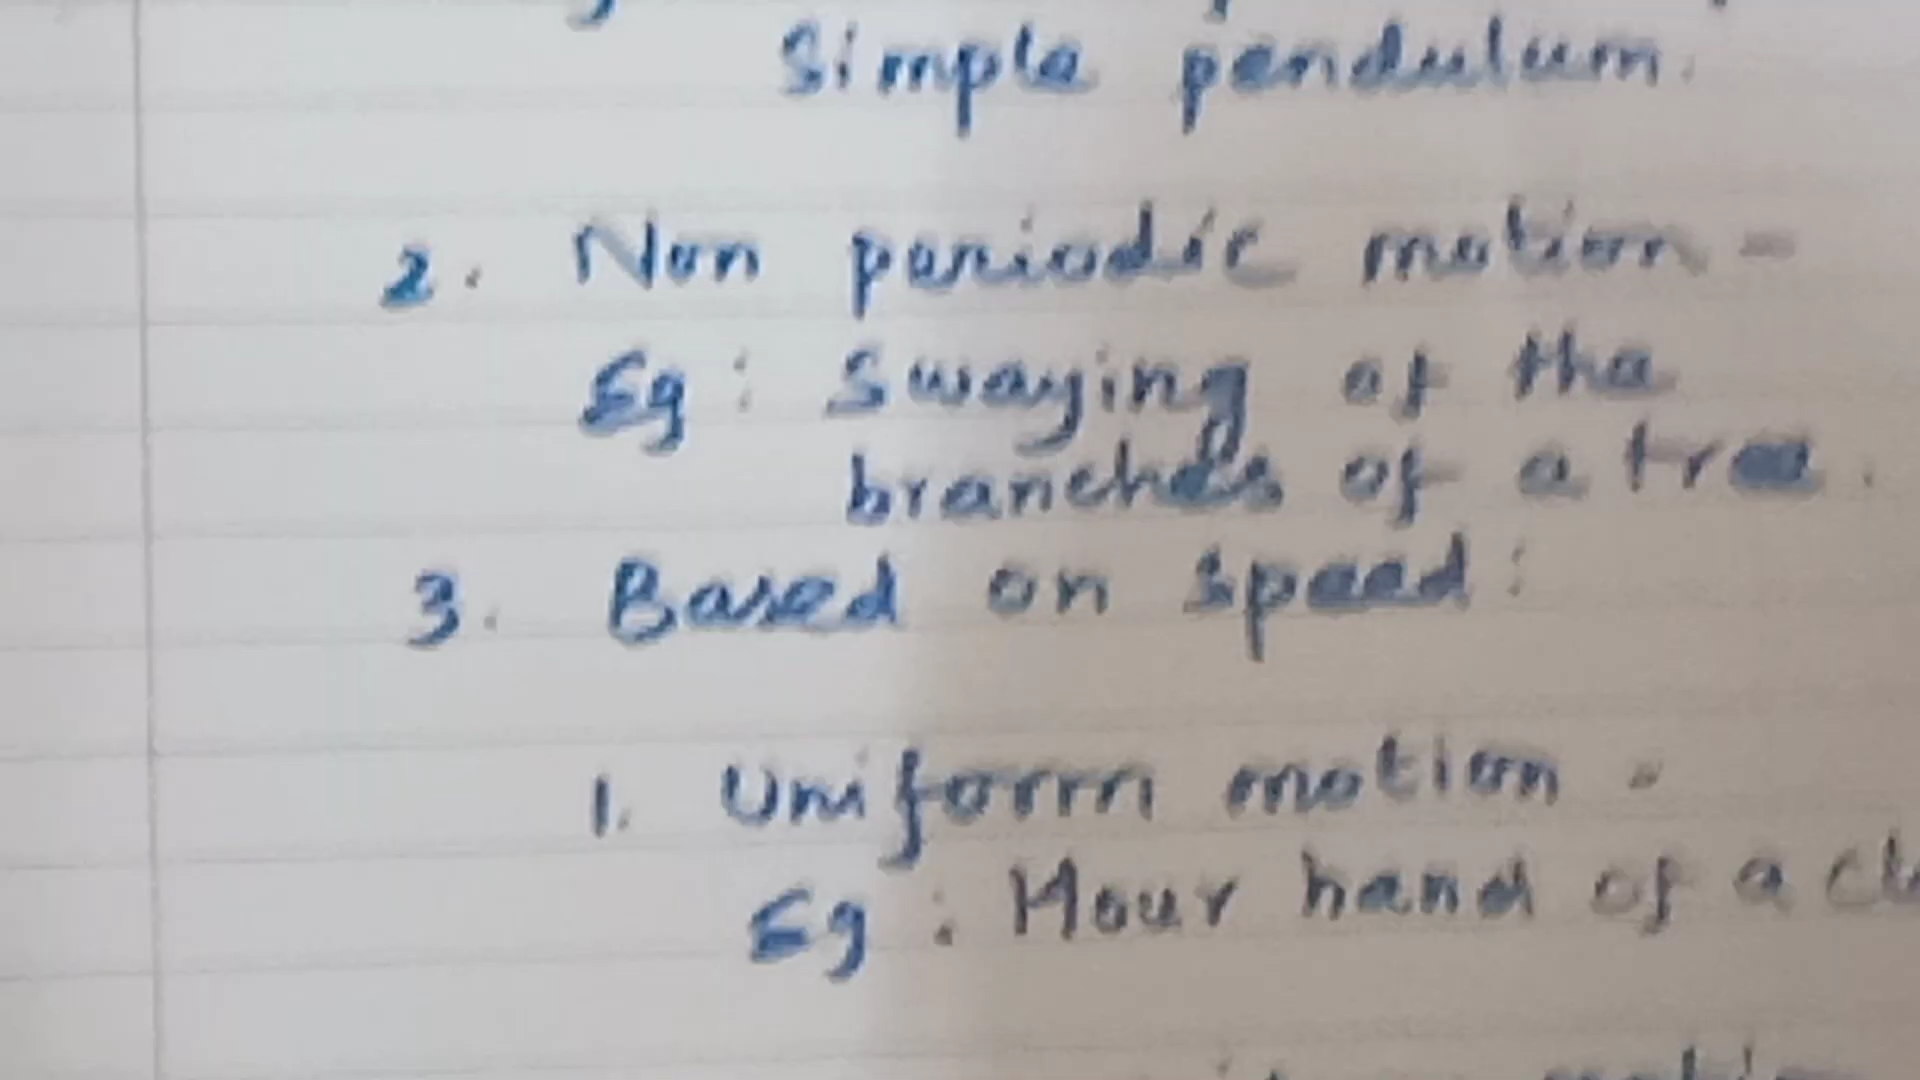 Simple pendulum.
2. Non periodic motion -
Eg : Swaying of the
branches of a tree.
3. Based on speed :
1. Uniform motion -
Eg : Hour hand of a
motion